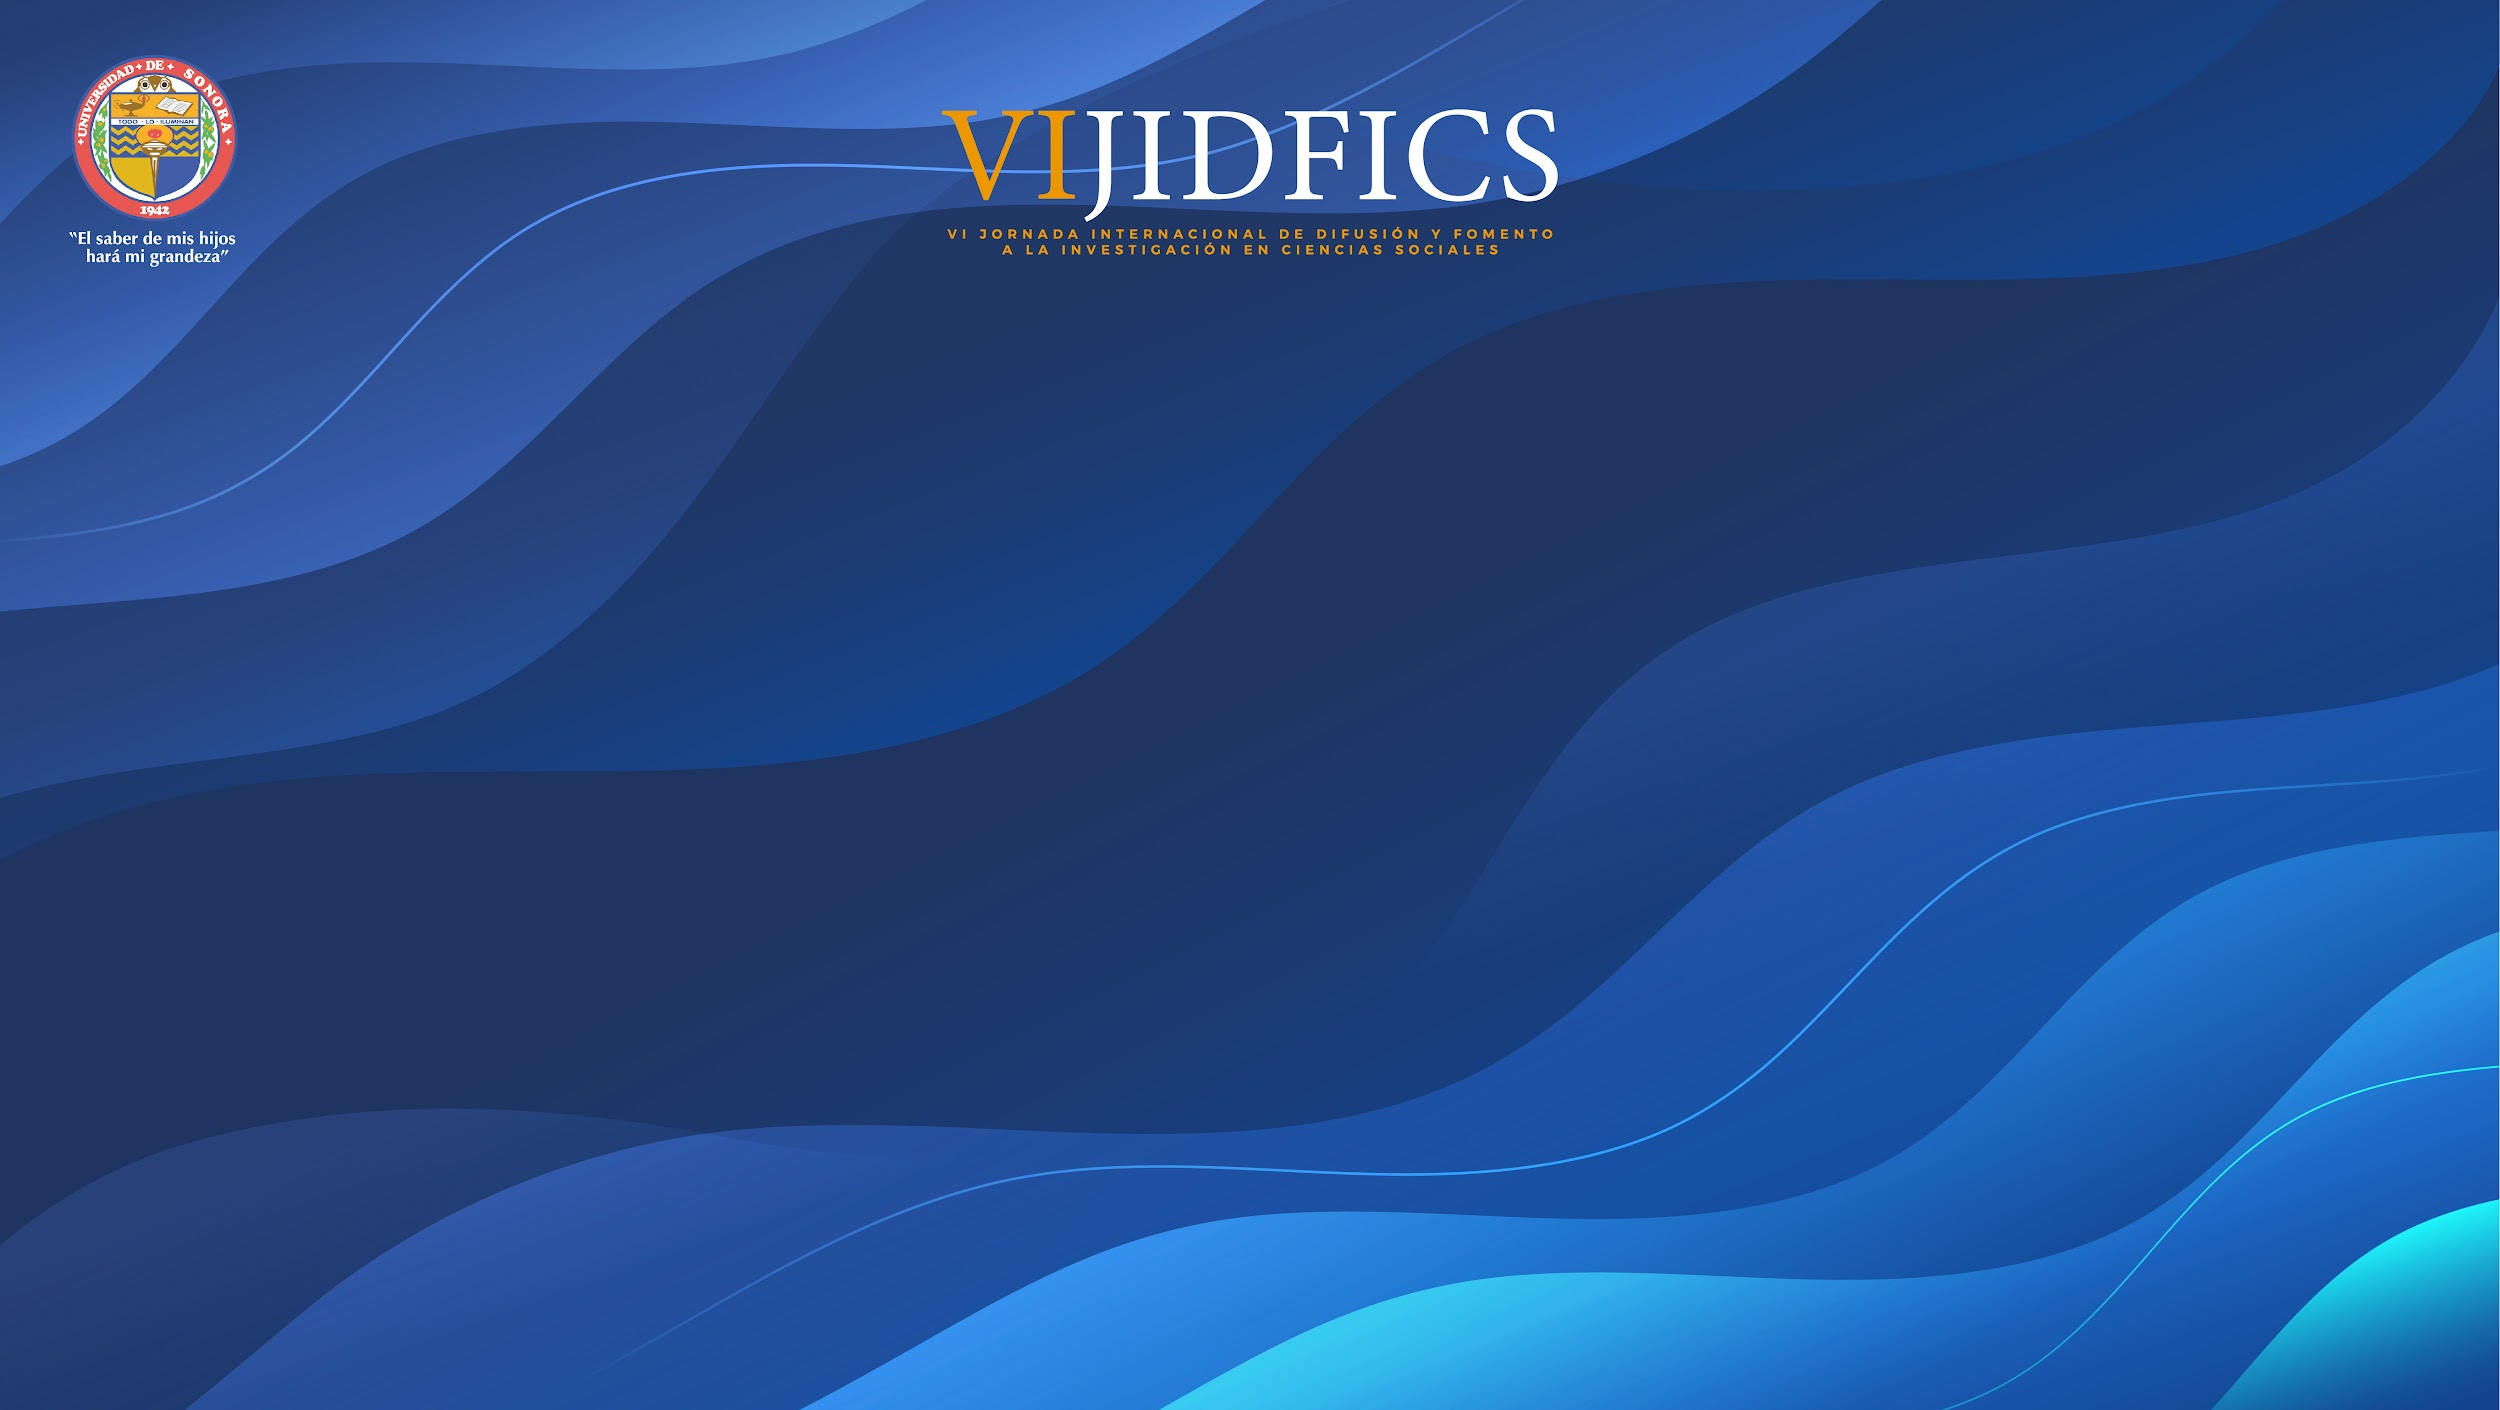 UNIVERSIDAD DE SONORA
TODO · LO · ILUMINAN
1942
"El saber de mis hijos
hará mi grandeza"
VIJIDFICS
VI JORNADA INTERNACIONAL DE DIFUSIÓN Y FOMENTO
A LA INVESTIGACIÓN EN CIENCIAS SOCIALES